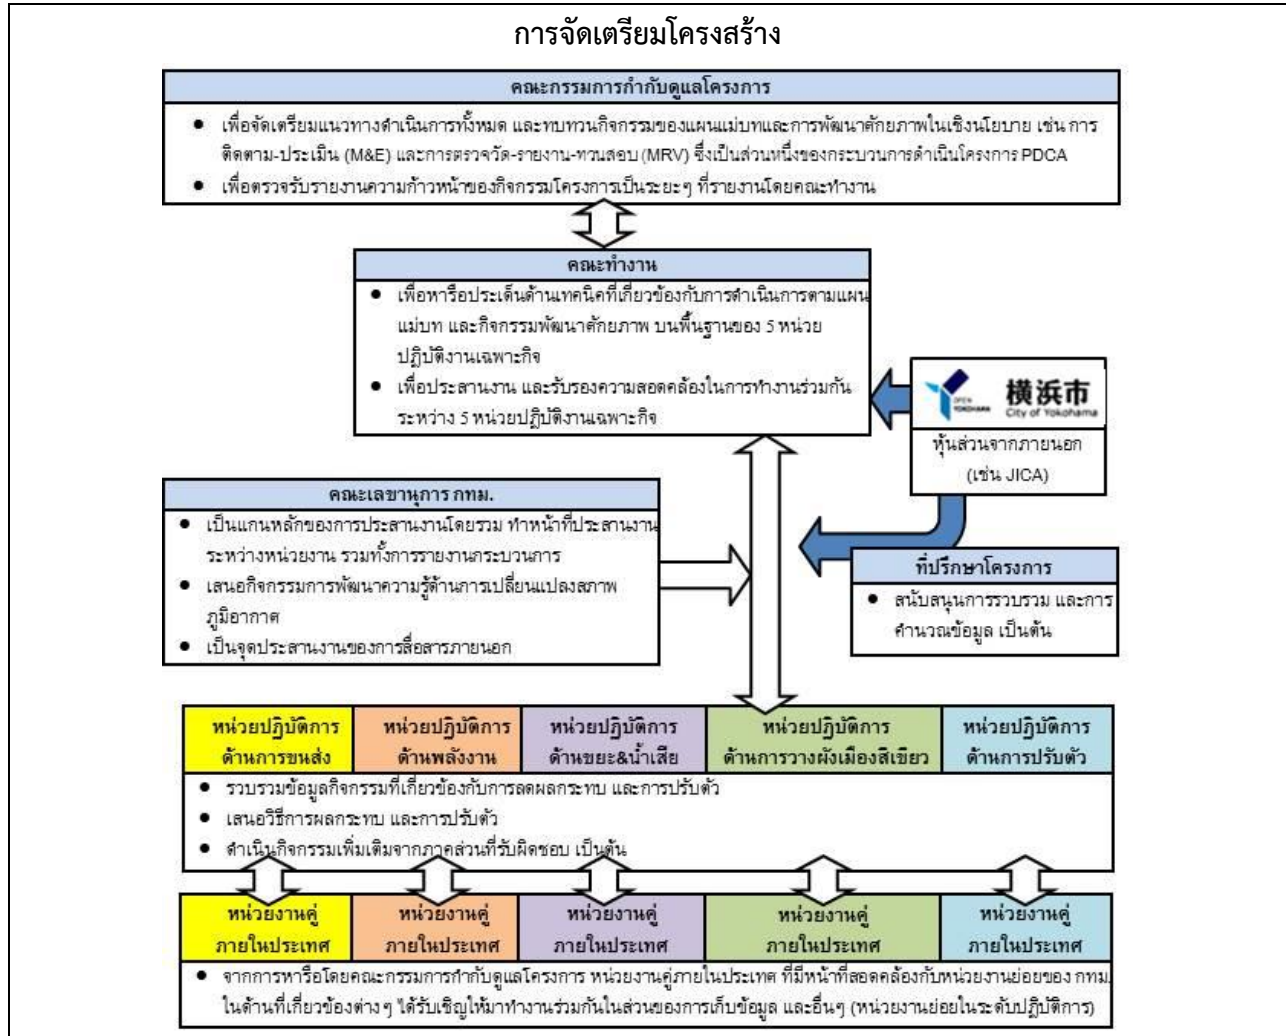 การจัดเตรียมโครงสร้าง
คณะกรรมการกำกับดูแลโครงการ
● เพื่อจัดเตรียมแนวทางดำเนินการทั้งหมด และทบทวนกิจกรรมของแผนแม่บทและการพัฒนาศักยภาพในเชิงนโยบาย เช่น การ
ติดตาม-ประเมิน (M&E) และการตรวจวัด-รายงาน-ทวนสอบ (MRV) ซึ่งเป็นส่วนหนึ่งของกระบวนการดำเนินโครงการ PDCA
● เพื่อตรวจรับรายงานความก้าวหน้าของกิจกรรมโครงการเป็นระยะๆ ที่รายงานโดยคณะทำงาน
คณะทำงาน
● เพื่อหารือประเด็นด้านเทคนิคที่เกี่ยวข้องกับการดำเนินการตามแผน
แม่บท และกิจกรรมพัฒนาศักยภาพ บนพื้นฐานของ 5 หน่วย
ปฏิบัติงานเฉพาะกิจ
● เพื่อประสานงาน และรับรองความสอดคล้องในการทำงานร่วมกัน
ระหว่าง 5 หน่วยปฏิบัติงานเฉพาะกิจ
OPEN
YOKOHAMA
横浜市
City of Yokohama
หุ้นส่วนจากภายนอก
(เช่น JICA)
คณะเลขานุการ กทม.
● เป็นแกนหลักของการประสานงานโดยรวม ทำหน้าที่ประสานงาน
ระหว่างหน่วยงาน รวมทั้งการรายงานกระบวนการ
● เสนอกิจกรรมการพัฒนาความรู้ด้านการเปลี่ยนแปลงสภาพ
ภูมิอากาศ
● เป็นจุดประสานงานของการสื่อสารภายนอก
ที่ปรึกษาโครงการ
● สนับสนุนการรวบรวม และการ
คำนวณข้อมูล เป็นต้น
หน่วยปฏิบัติการ
ด้านการขนส่ง
หน่วยปฏิบัติการ
ด้านพลังงาน
หน่วยปฏิบัติการ
ด้านขยะ&น้ำเสีย
หน่วยปฏิบัติการ
ด้านการวางผังเมืองสีเขียว
หน่วยปฏิบัติการ
ด้านการปรับตัว
● รวบรวมข้อมูลกิจกรรมที่เกี่ยวข้องกับการลดผลกระทบ และการปรับตัว
● เสนอวิธีการผลกระทบ และการปรับตัว
● ดำเนินกิจกรรมเพิ่มเติมจากภาคส่วนที่รับผิดชอบ เป็นต้น
หน่วยงานคู่
ภายในประเทศ
หน่วยงานคู่
ภายในประเทศ
หน่วยงานคู่
ภายในประเทศ
หน่วยงานคู่
ภายในประเทศ
หน่วยงานคู่
ภายในประเทศ
● จากการหารือโดยคณะกรรมการกำกับดูแลโครงการ หน่วยงานคู่ภายในประเทศ ที่มีหน้าที่สอดคล้องกับหน่วยงานย่อยของ กทม.
ในด้านที่เกี่ยวข้องต่างๆ ได้รับเชิญให้มาทำงานร่วมกันในส่วนของการเก็บข้อมูล และอื่นๆ (หน่วยงานย่อยในระดับปฏิบัติการ)